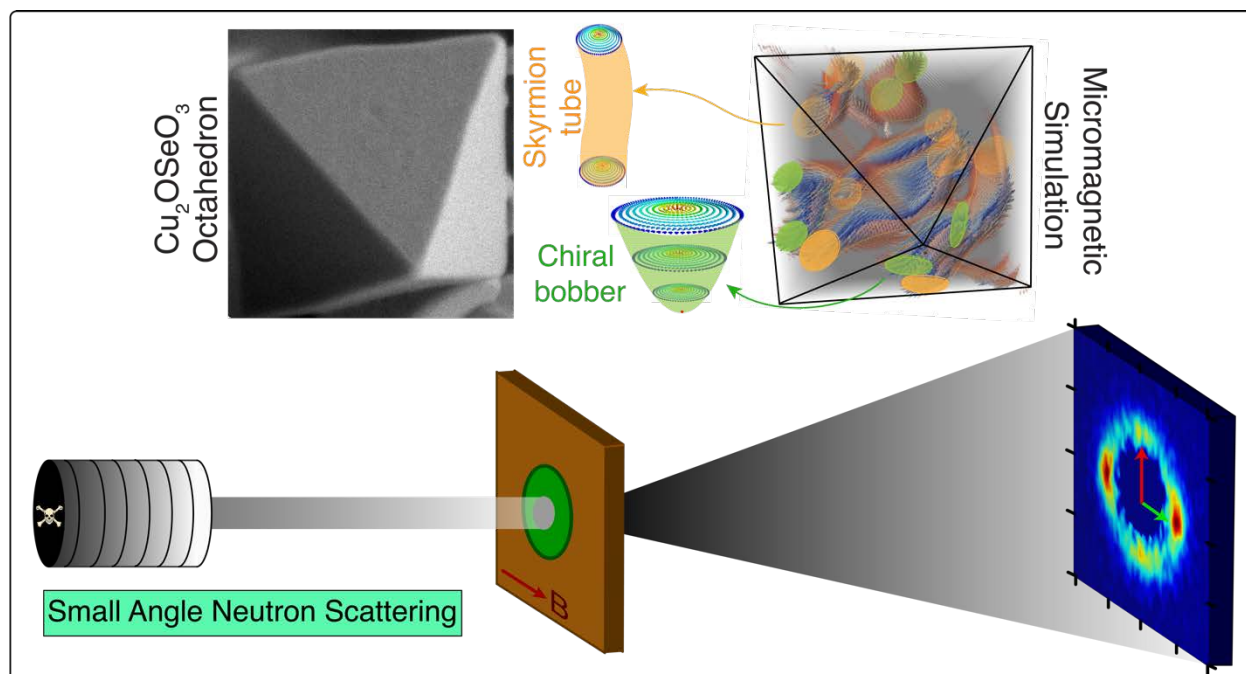 Cu₂OSeO₃
Octahedron
Skyrmion
tube
Chiral
bobber
Micromagnetic
Simulation
B
Small Angle Neutron Scattering